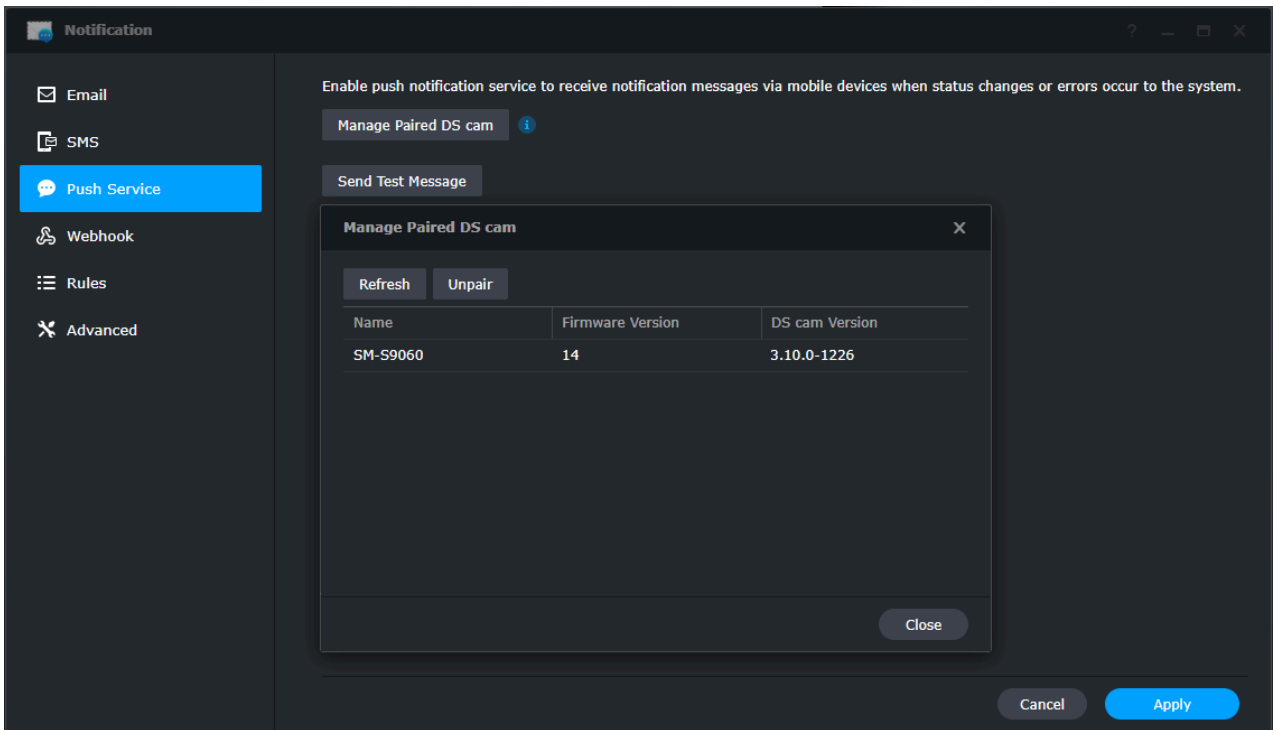 Notification
Email
SMS
Push Service
Webhook
Rules
Advanced
Enable push notification service to receive notification messages via mobile devices when status changes or errors occur to the system.
Manage Paired DS cam
Send Test Message
Manage Paired DS cam
Refresh Unpair
Name Firmware Version DS cam Version
SM-S9060 14 3.10.0-1226
Close
Cancel Apply